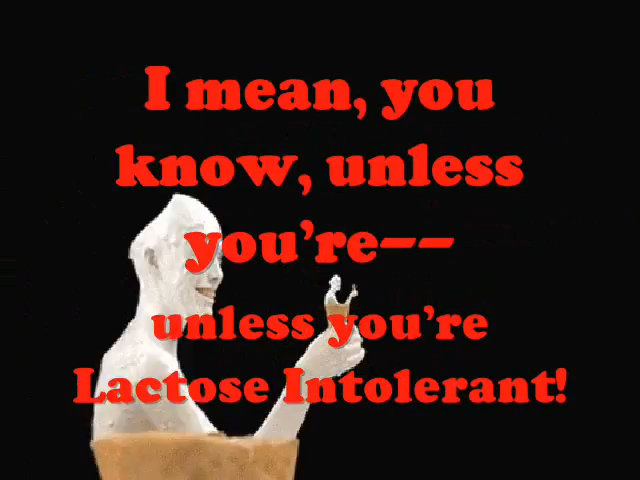 I mean, you
know, unless
you’re——
unless you’re
Lactose Intolerant!